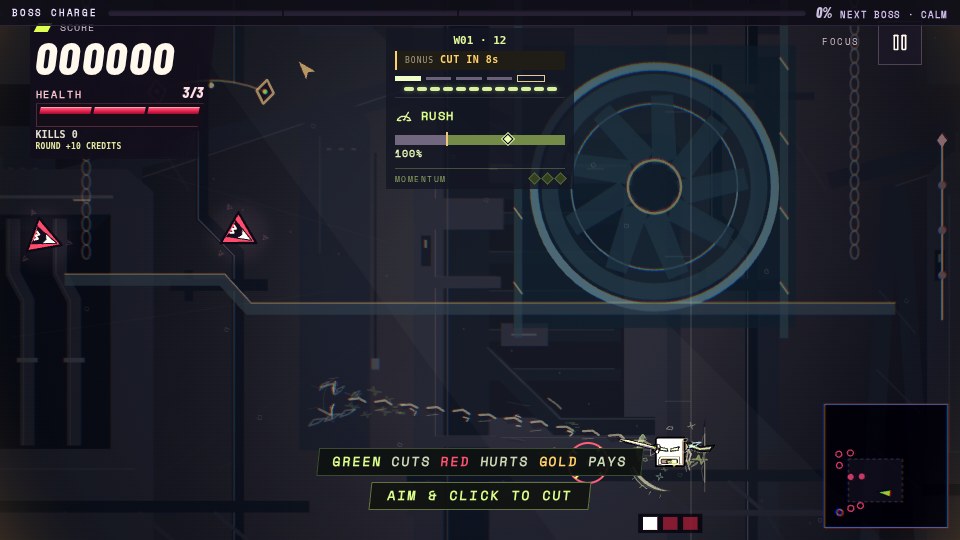 BOSS CHARGE
0% NEXT BOSS · CALM
SCORE
000000
HEALTH 3/3
KILLS 0
ROUND +10 CREDITS
W01 · 12
BONUS CUT IN 8s
RUSH
100%
MOMENTUM
FOCUS
GREEN CUTS RED HURTS GOLD PAYS
AIM & CLICK TO CUT